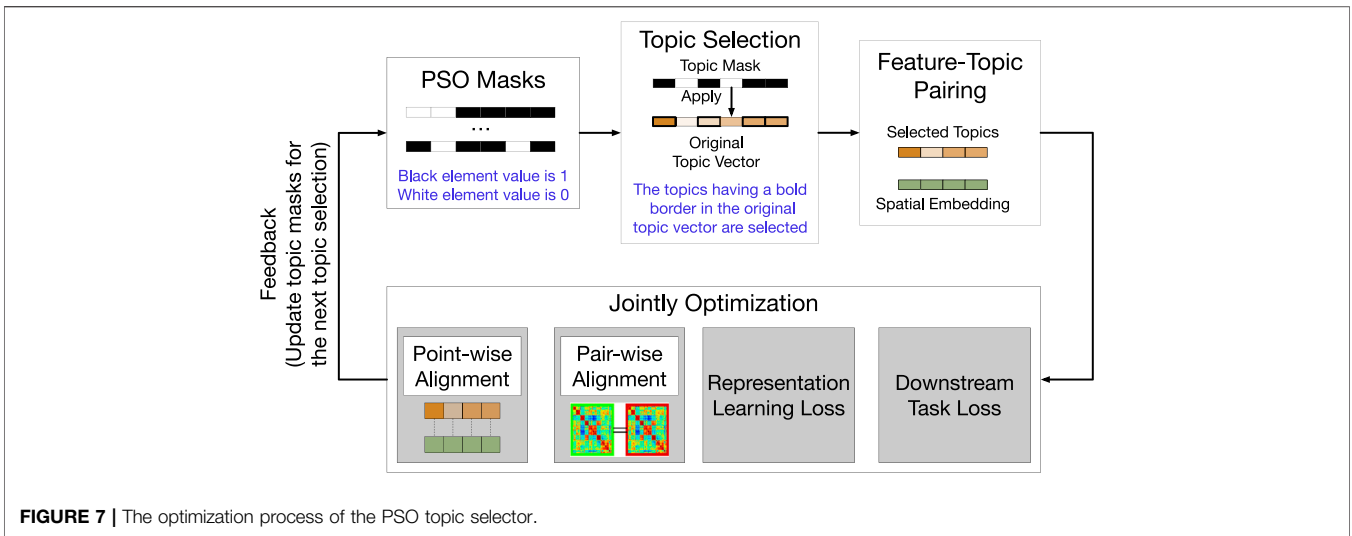 PSO Masks
...
Black element value is 1
White element value is 0
Topic Selection
Topic Mask
Apply
Original
Topic Vector
The topics having a bold
border in the original
topic vector are selected
Feature-Topic
Pairing
Selected Topics
Spatial Embedding
Feedback
(Update topic masks for
the next topic selection)
Jointly Optimization
Point-wise
Alignment
Pair-wise
Alignment
Representation
Learning Loss
Downstream
Task Loss
FIGURE 7 | The optimization process of the PSO topic selector.